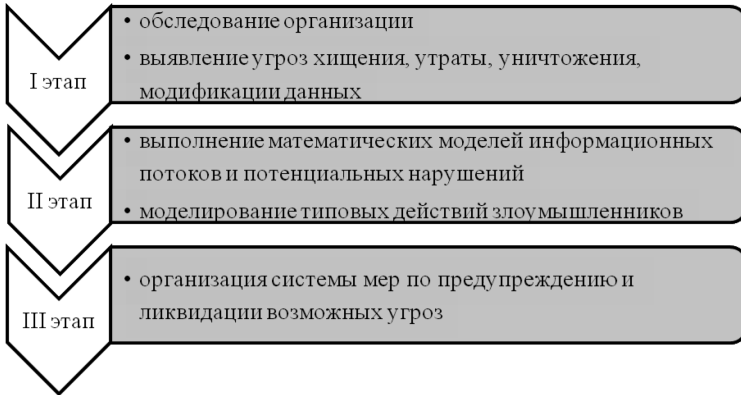 I этап
• обследование организации
• выявление угроз хищения, утраты, уничтожения,
модификации данных
II этап
• выполнение математических моделей информационных
потоков и потенциальных нарушений
• моделирование типовых действий злоумышленников
III этап
• организация системы мер по предупреждению и
ликвидации возможных угроз